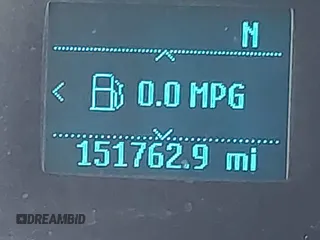 N
< 0.0 MPG
151762.9 mi
DREAMBID